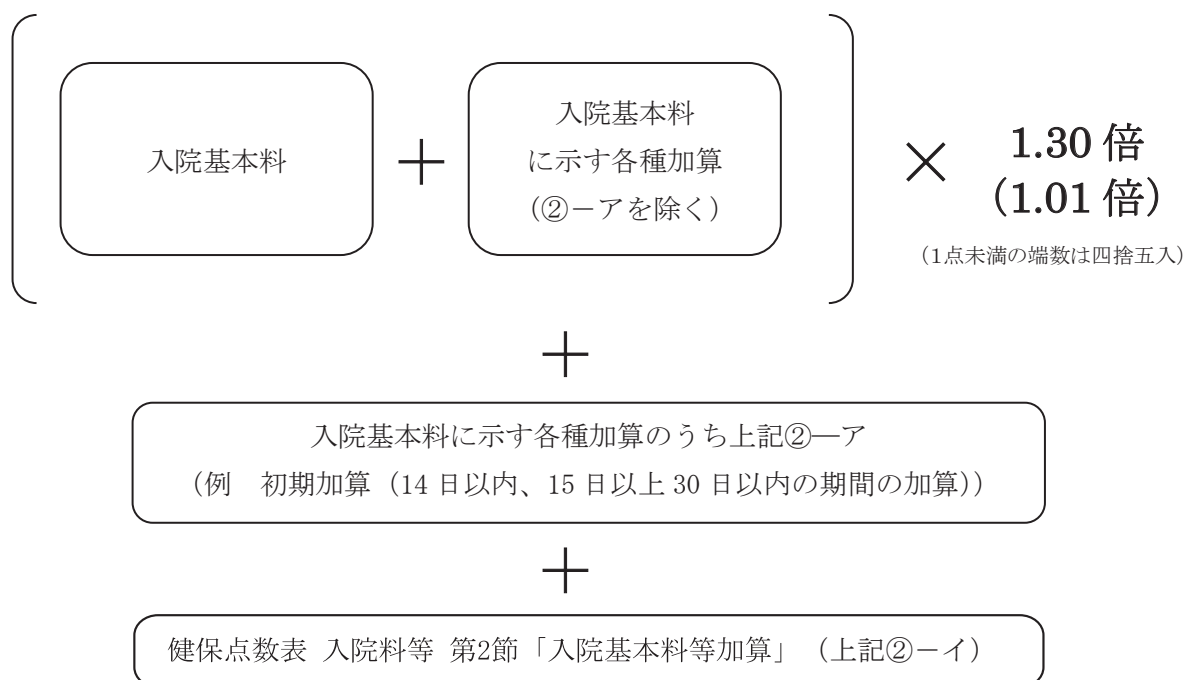 入院基本料
＋
入院基本料
に示す各種加算
（②－アを除く）
×
1.30 倍
（1.01 倍）
（1点未満の端数は四捨五入）
＋
入院基本料に示す各種加算のうち上記②―ア
（例　初期加算（14 日以内、15 日以上 30 日以内の期間の加算））
＋
健保点数表 入院料等 第2節「入院基本料等加算」（上記②－イ）